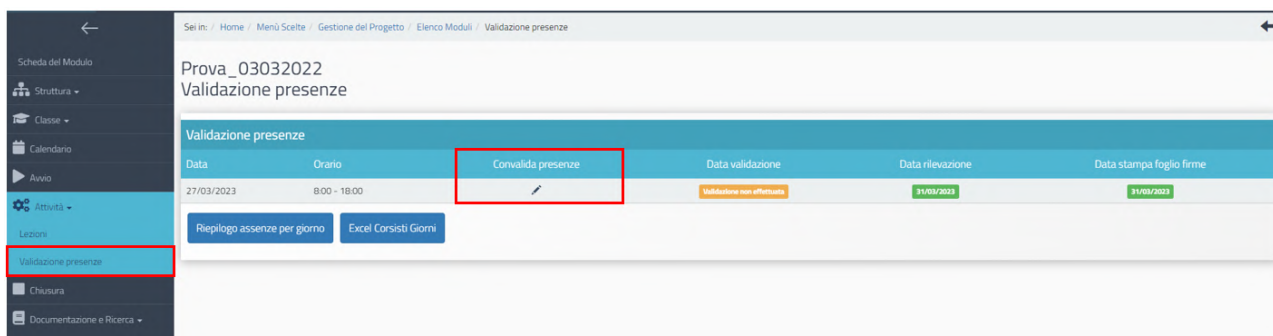 Sei in: / Home / Menù Scelte / Gestione del Progetto / Elenco Moduli / Validazione presenze
Scheda del Modulo
Struttura
Classe
Calendario
Avvio
Attività
Lezioni
Validazione presenze
Chiusura
Documentazione e Ricerca
Prova_03032022
Validazione presenze
Validazione presenze
Data Orario Convalida presenze Data validazione Data rilevazione Data stampa foglio firme
27/03/2023 8:00 - 18:00 Validazione non effettuata 31/03/2023 31/03/2023
Riepilogo assenze per giorno Excel Corsisti Giorni